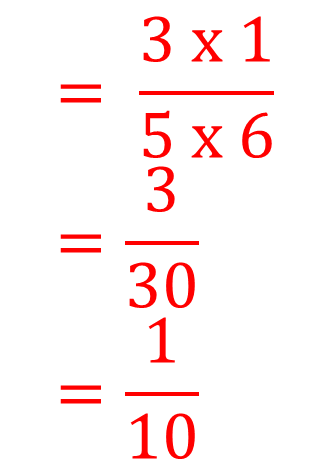 = 3 x 1
5 x 6
= 3
30
= 1
10